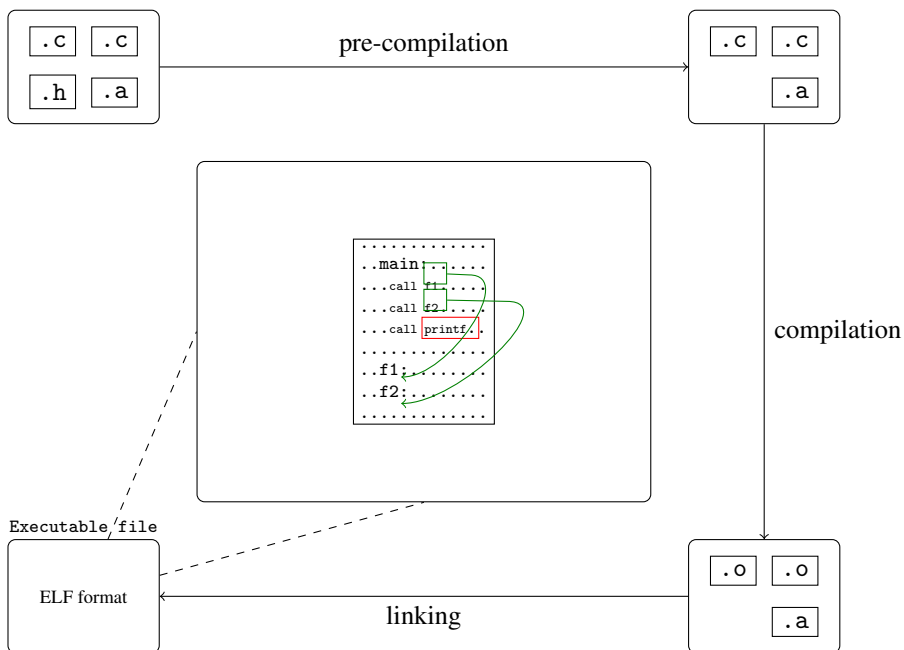 .c .c
.h .a
pre-compilation
.c .c
.a
.............
..main:......
...call f1.....
...call f2.....
...call printf..
.............
..f1:.........
..f2:.........
.............
compilation
Executable file
ELF format
linking
.o .o
.a